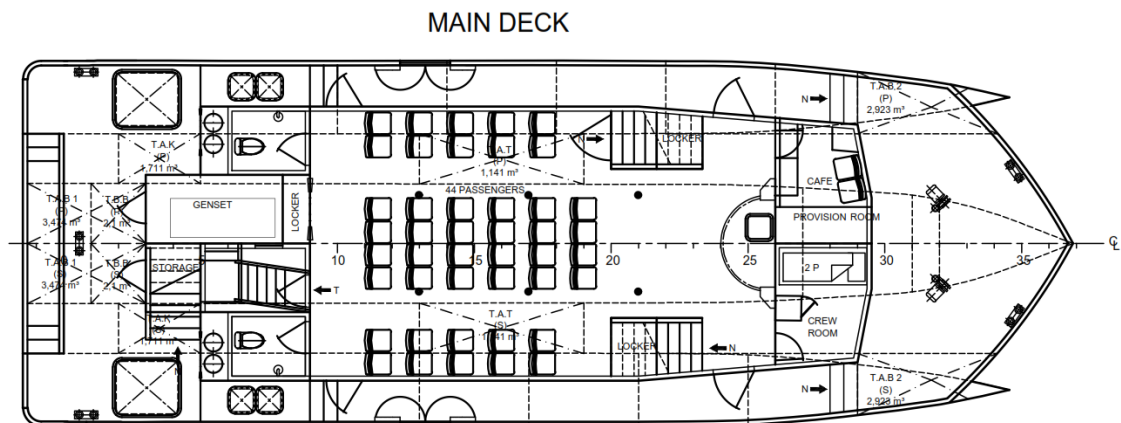 MAIN DECK
T.A.B.2
(P)
2,923 m³
N
T.A.K
(P)
1,711 m³
N
LOCKER
T.A.T
(P)
1,141 m³
CAFE
44 PASSENGERS
T.A.B 1
(P)
3,474 m³
T.B.B
(P)
2,1 m³
GENSET
LOCKER
PROVISION ROOM
10
15
20
25
30
35
CL
T.A.B.1
(S)
3,474 m³
T.B.B
(S)
2,1 m³
STORAGE
2 P
T
T.A.K
(S)
1,711 m³
T.A.T
(S)
1,141 m³
CREW
ROOM
LOCKER
N
N
N
T.A.B 2
(S)
2,923 m³